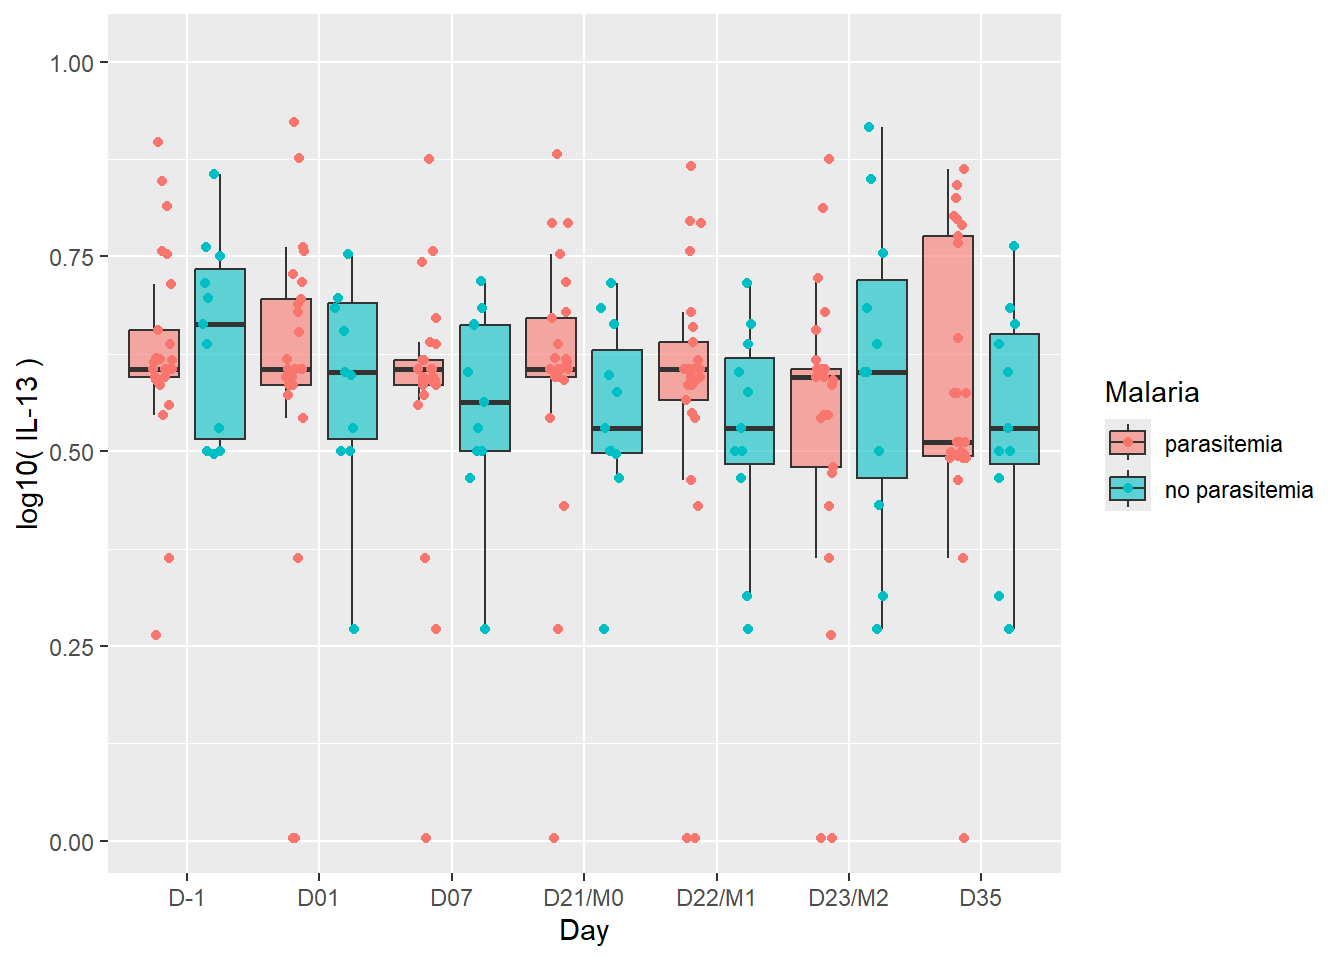 log10( IL-13 )
1.00
0.75
0.50
0.25
0.00
D-1 D01 D07 D21/M0 D22/M1 D23/M2 D35
Day
Malaria
parasitemia
no parasitemia